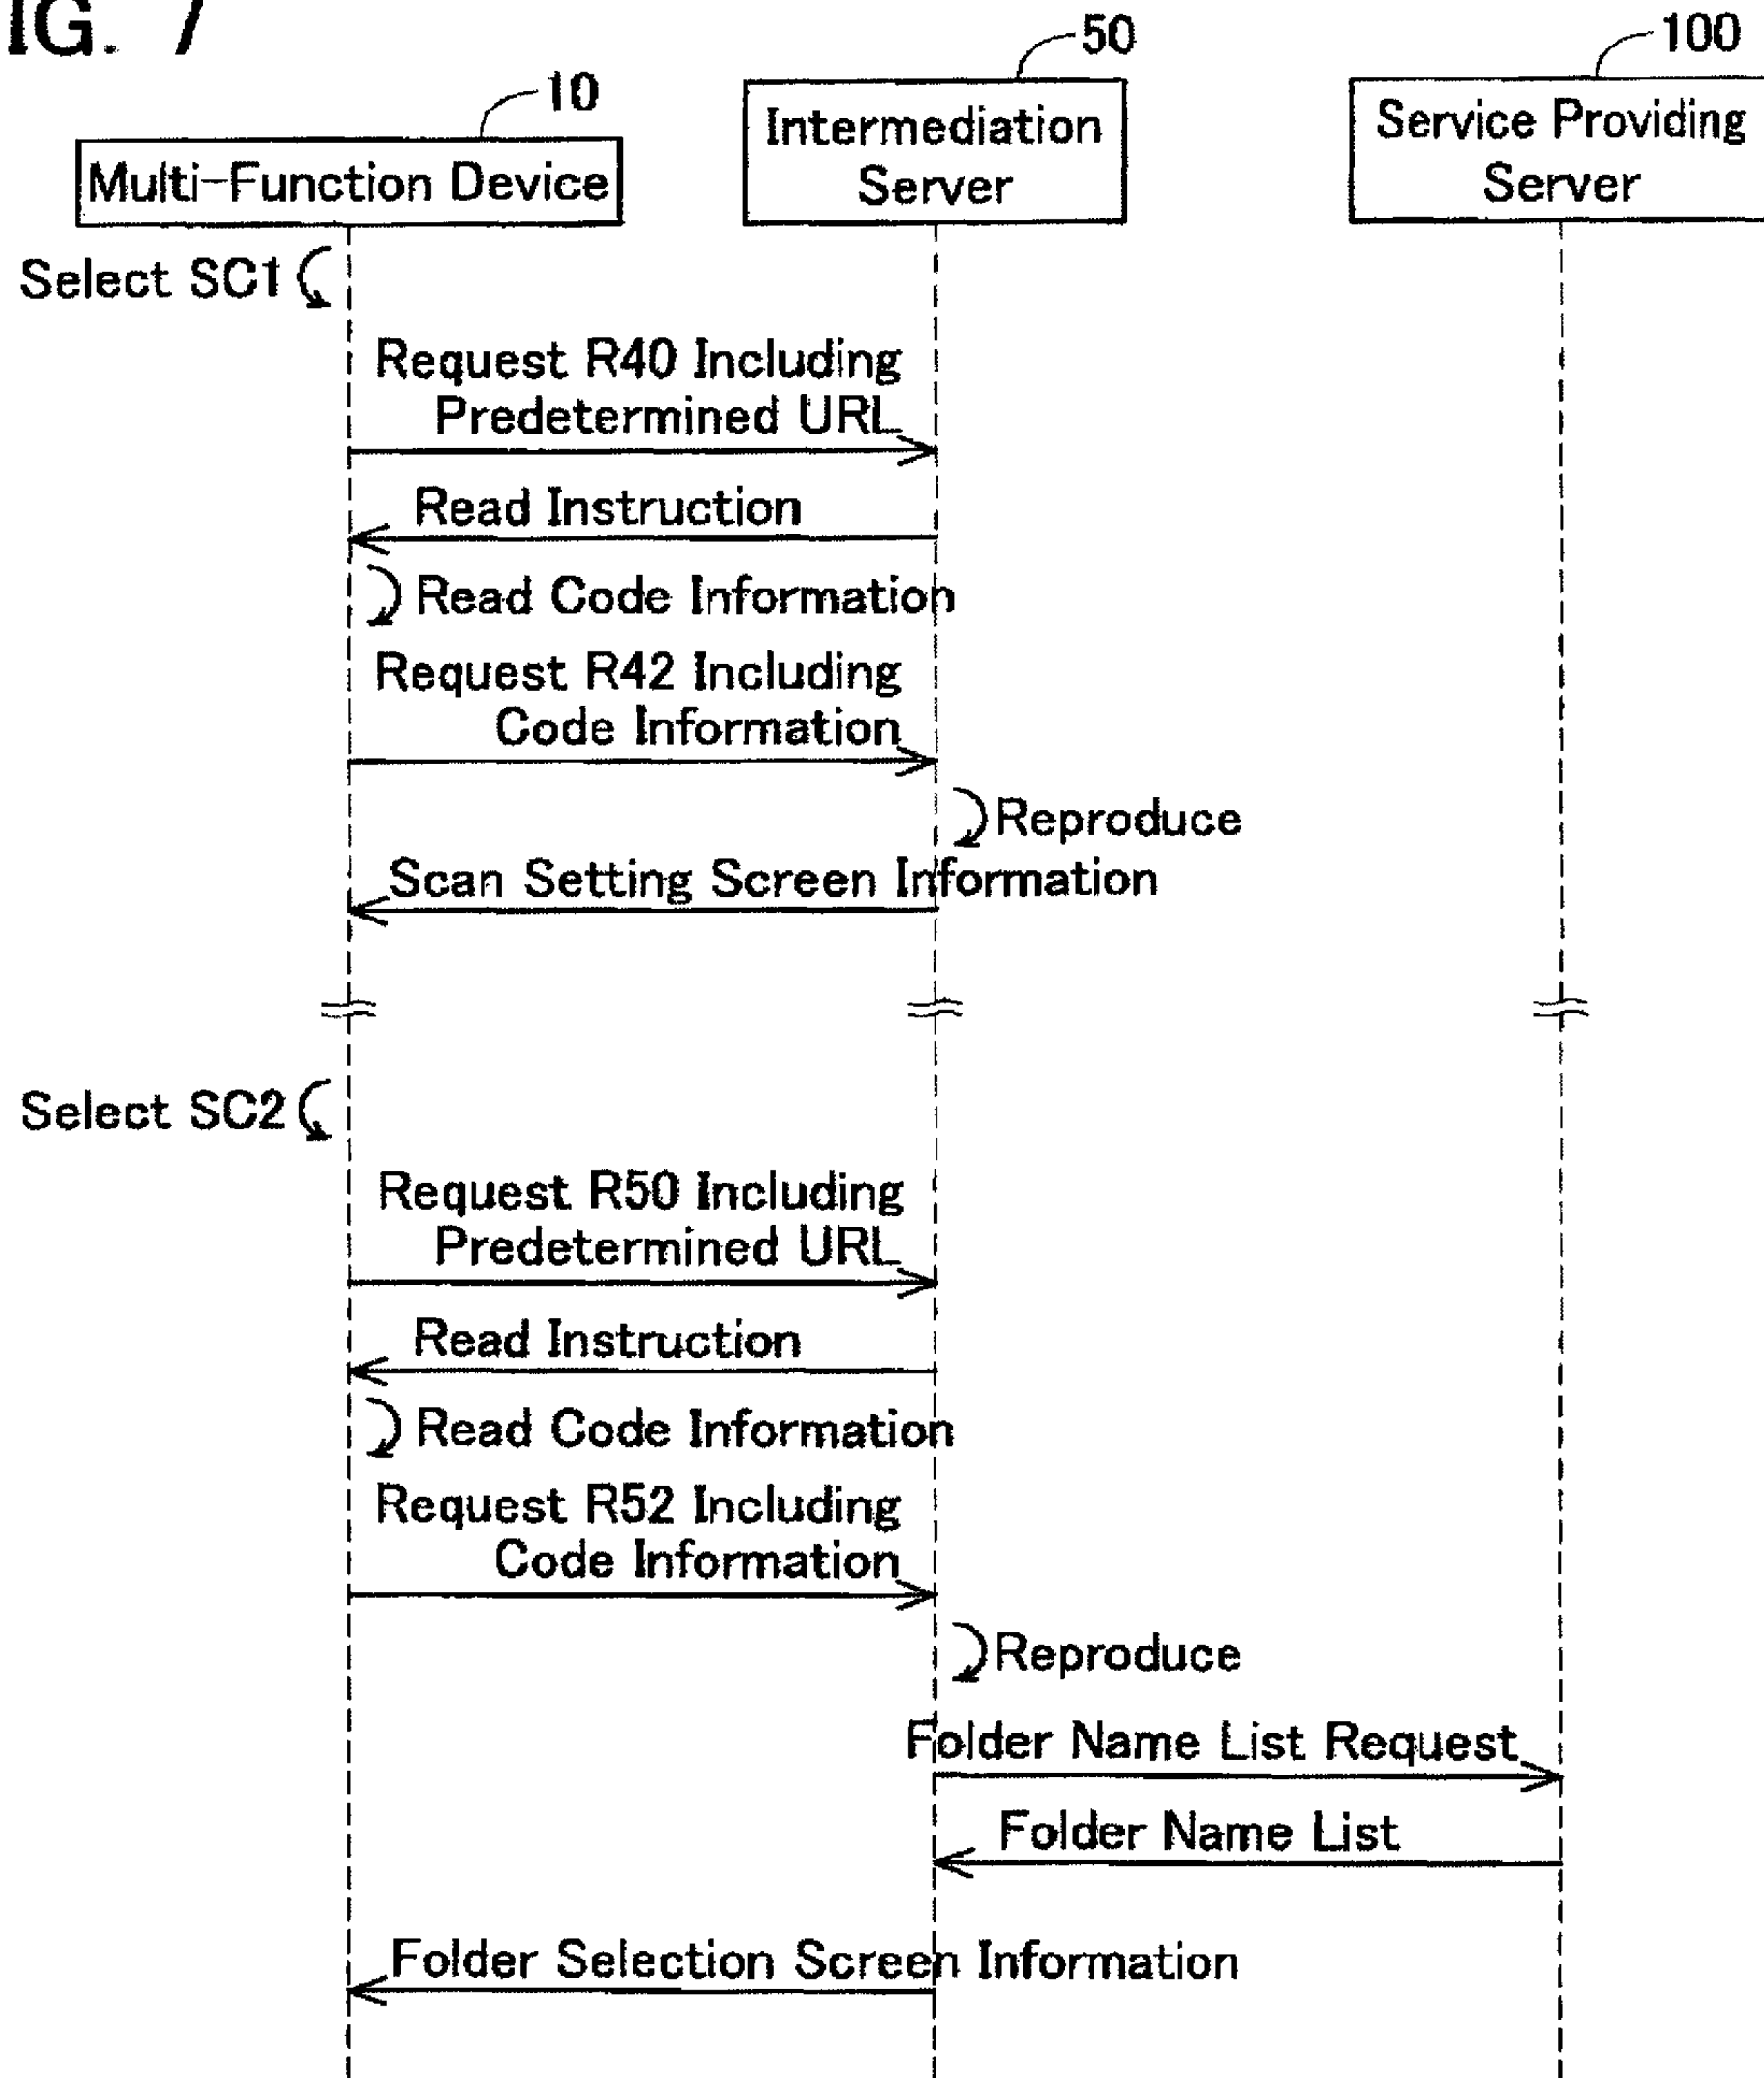 IG. 7
10
50
100
Multi-Function Device
Intermediation
Server
Service Providing
Server
Select SC1
Request R40 Including
Predetermined URL
Read Instruction
Read Code Information
Request R42 Including
Code Information
Reproduce
Scan Setting Screen Information
Select SC2
Request R50 Including
Predetermined URL
Read Instruction
Read Code Information
Request R52 Including
Code Information
Reproduce
Folder Name List Request
Folder Name List
Folder Selection Screen Information